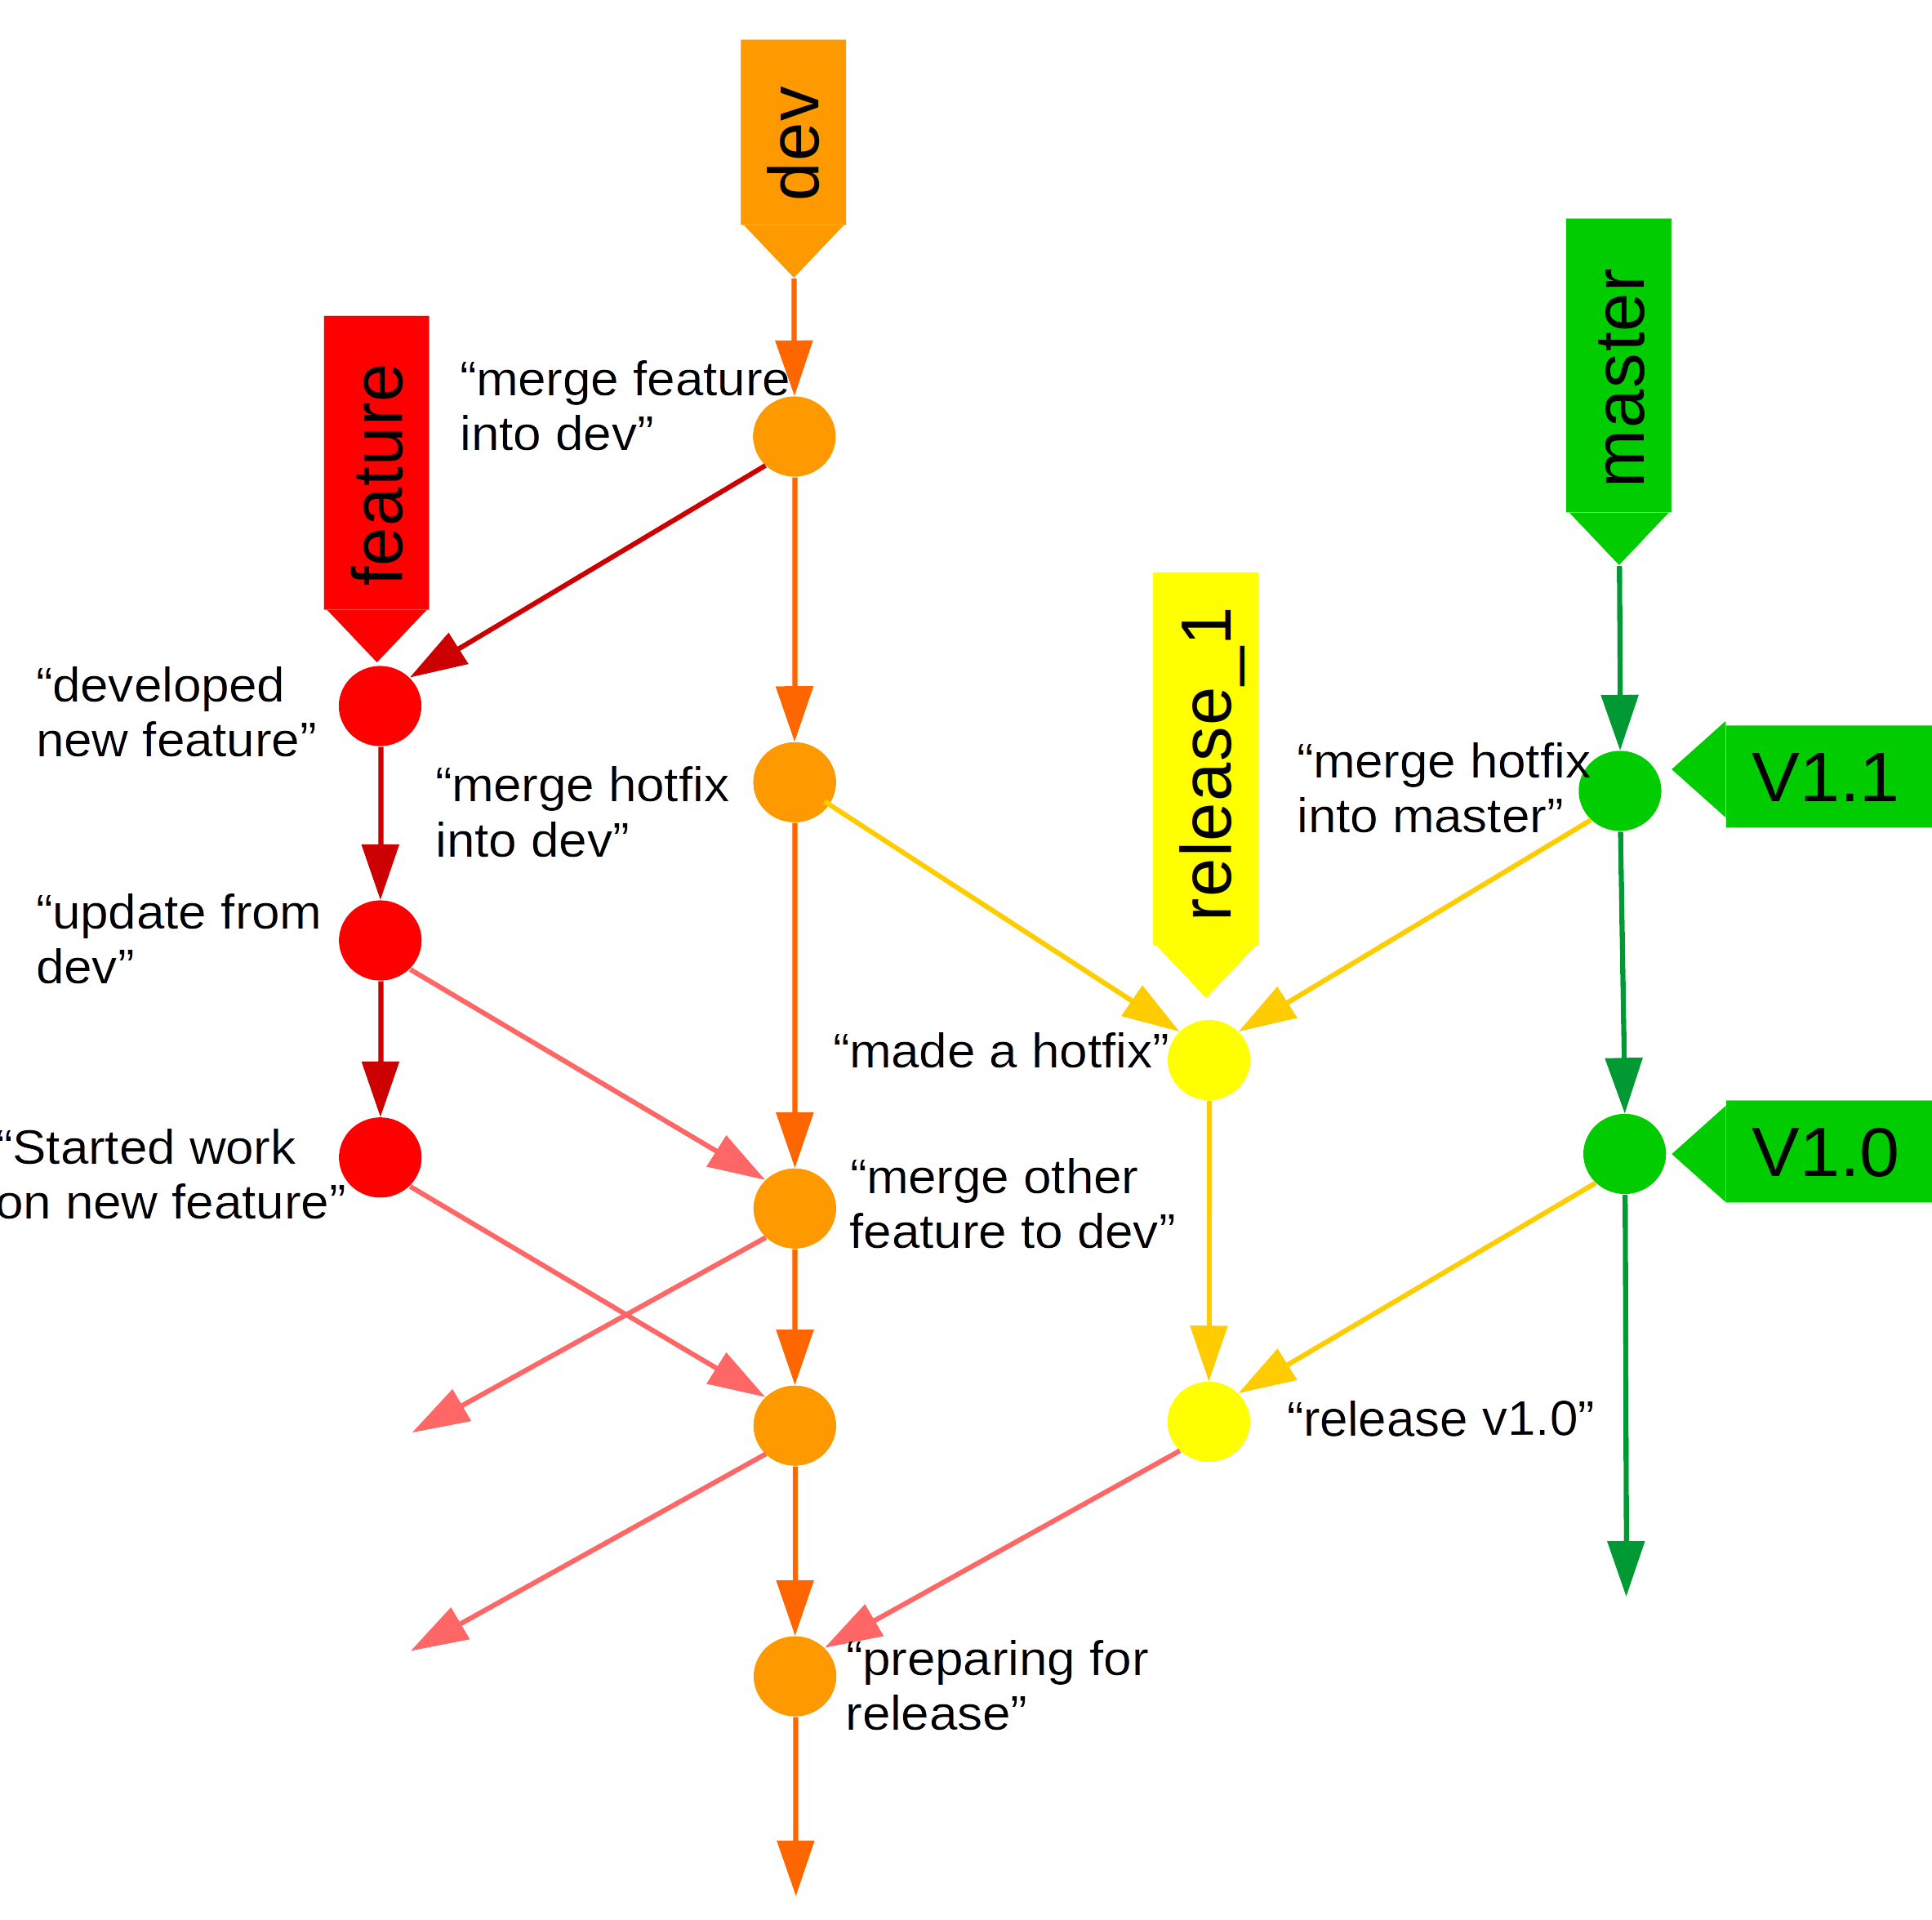 dev
master
feature
“merge feature
into dev”
release_1
“developed
new feature”
“merge hotfix
into dev”
“merge hotfix
into master”
V1.1
“update from
dev”
“made a hotfix”
“Started work
on new feature”
“merge other
feature to dev”
V1.0
“release v1.0”
“preparing for
release”